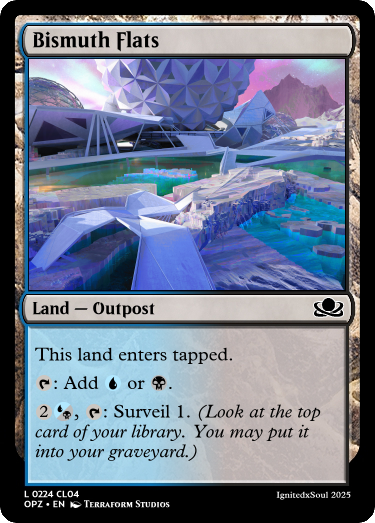 Bismuth Flats
Land — Outpost
This land enters tapped.
: Add or .
2 , : Surveil 1. (Look at the top
card of your library. You may put it
into your graveyard.)
L 0224 CL04
OPZ • EN Terraform Studios
IgnitedxSoul 2025